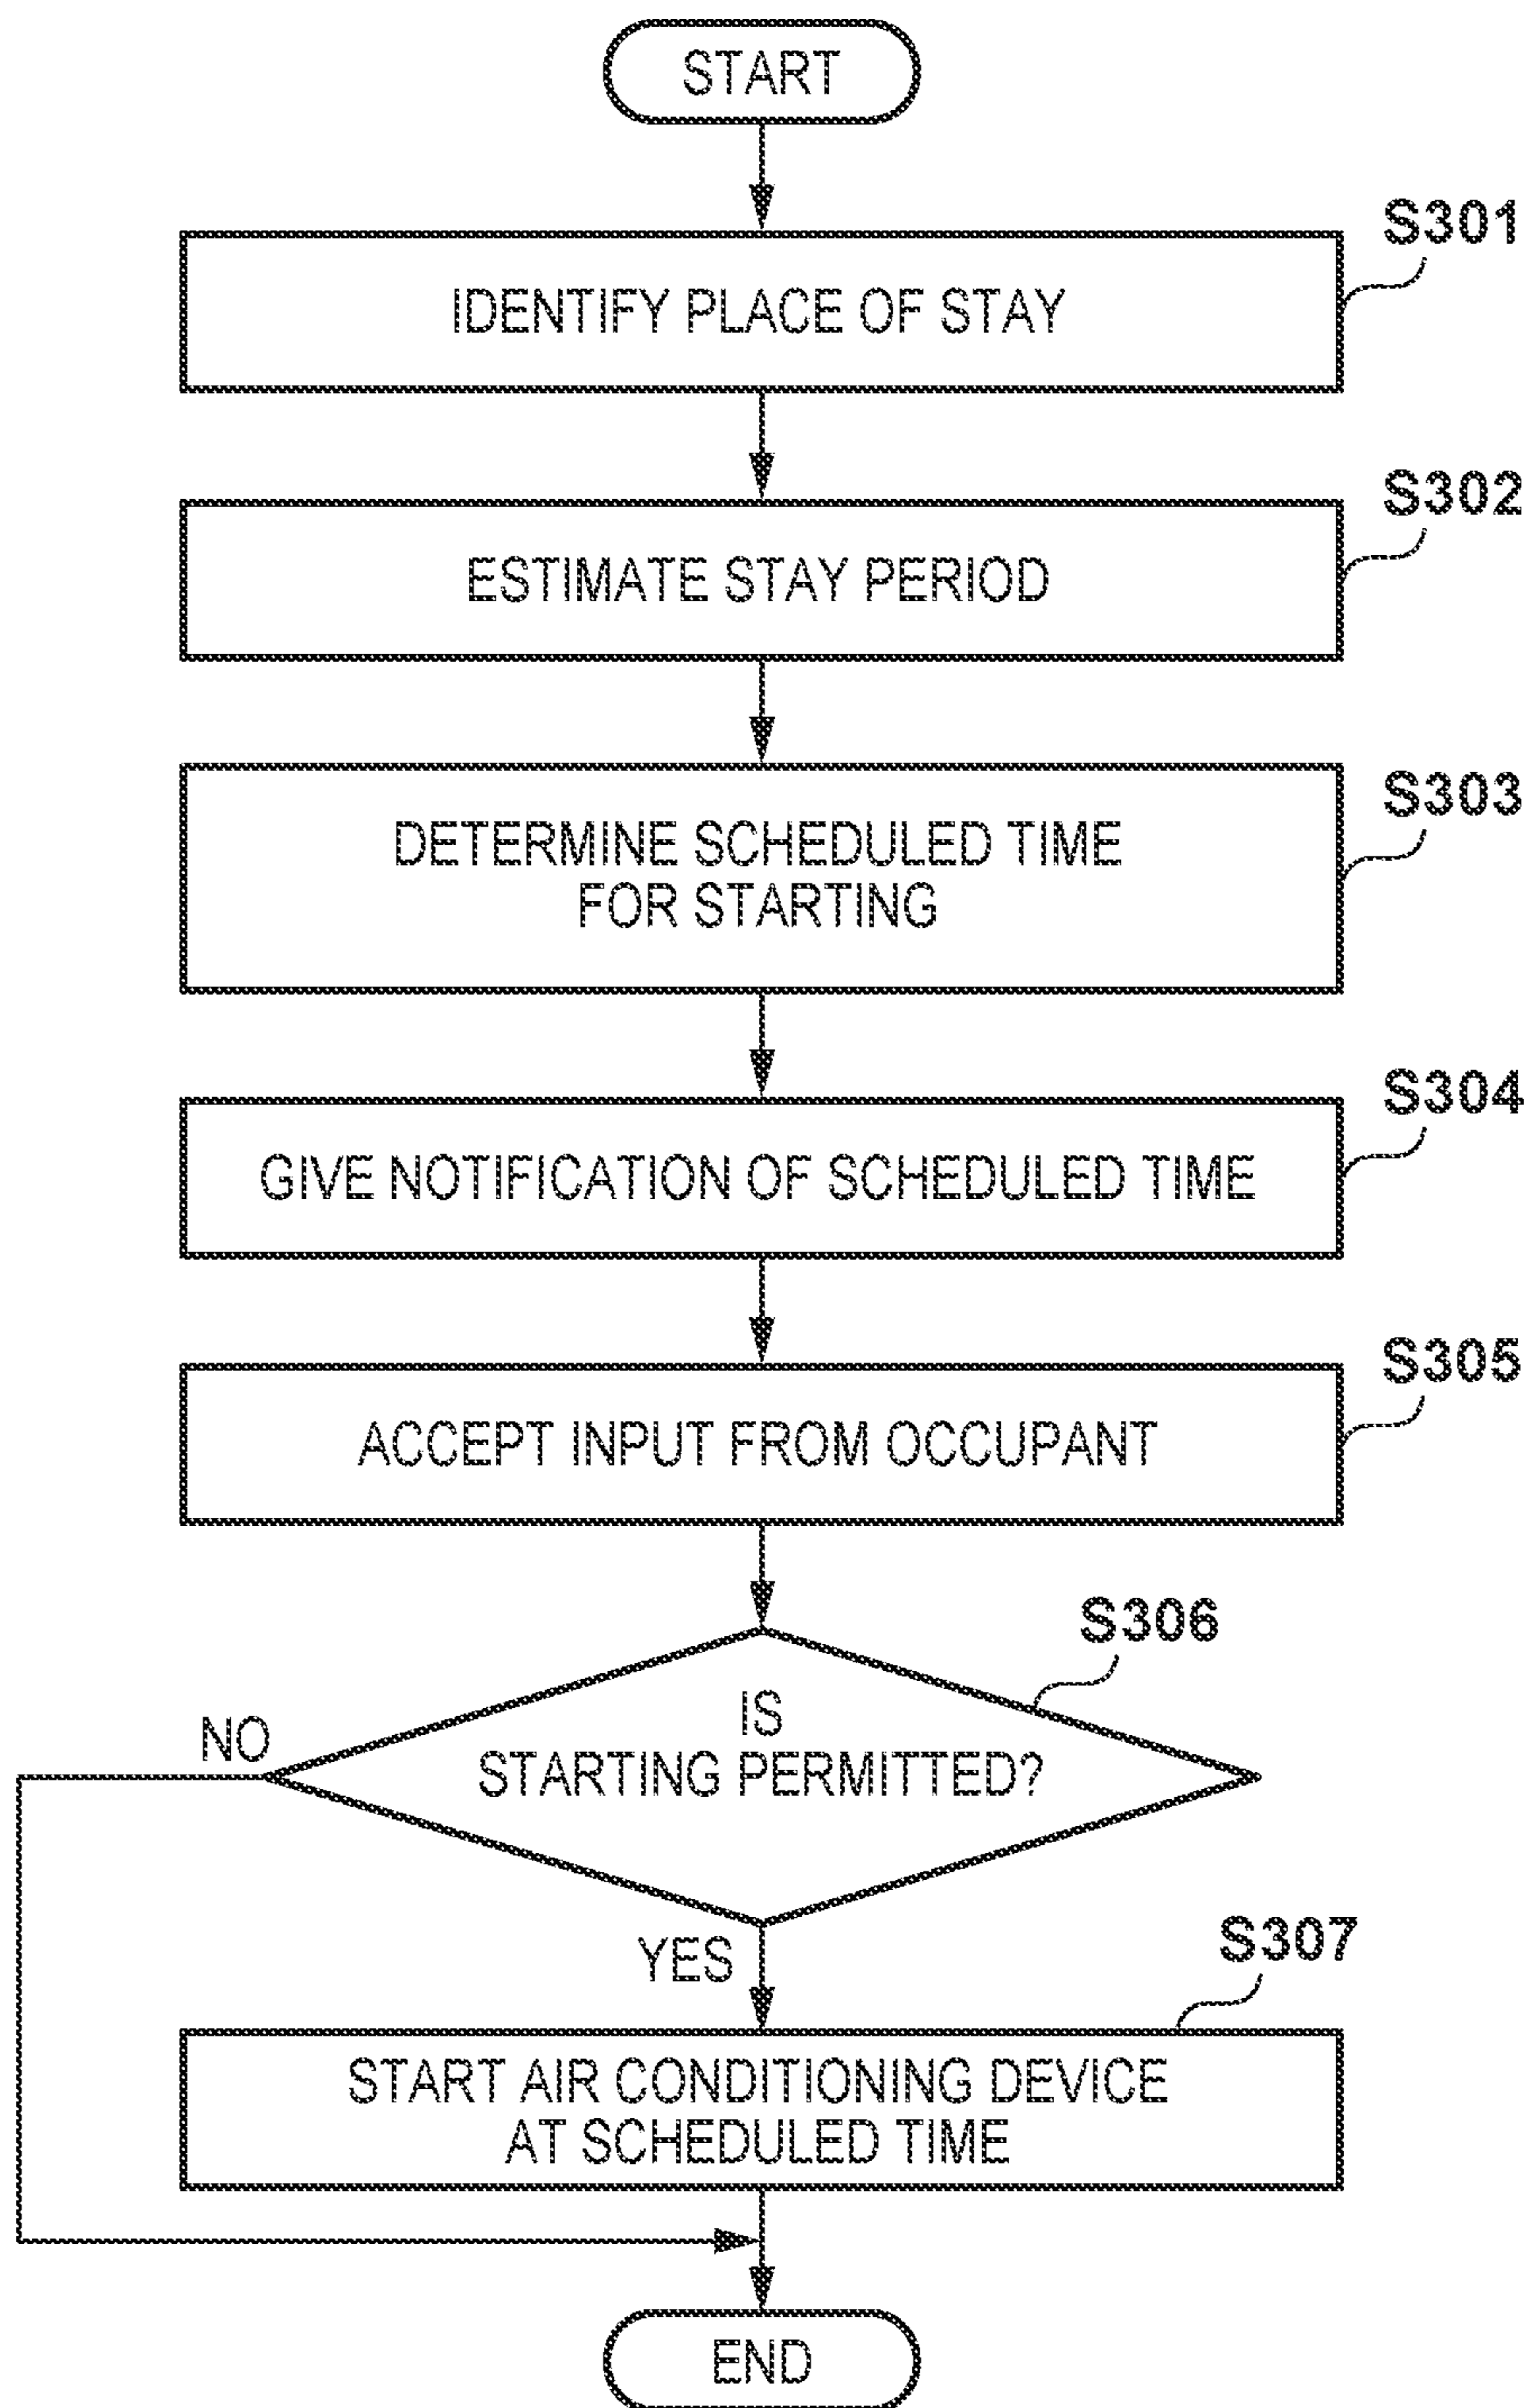 START
S301
IDENTIFY PLACE OF STAY
S302
ESTIMATE STAY PERIOD
S303
DETERMINE SCHEDULED TIME
FOR STARTING
S304
GIVE NOTIFICATION OF SCHEDULED TIME
S305
ACCEPT INPUT FROM OCCUPANT
S306
IS
STARTING PERMITTED?
NO
YES
S307
START AIR CONDITIONING DEVICE
AT SCHEDULED TIME
END